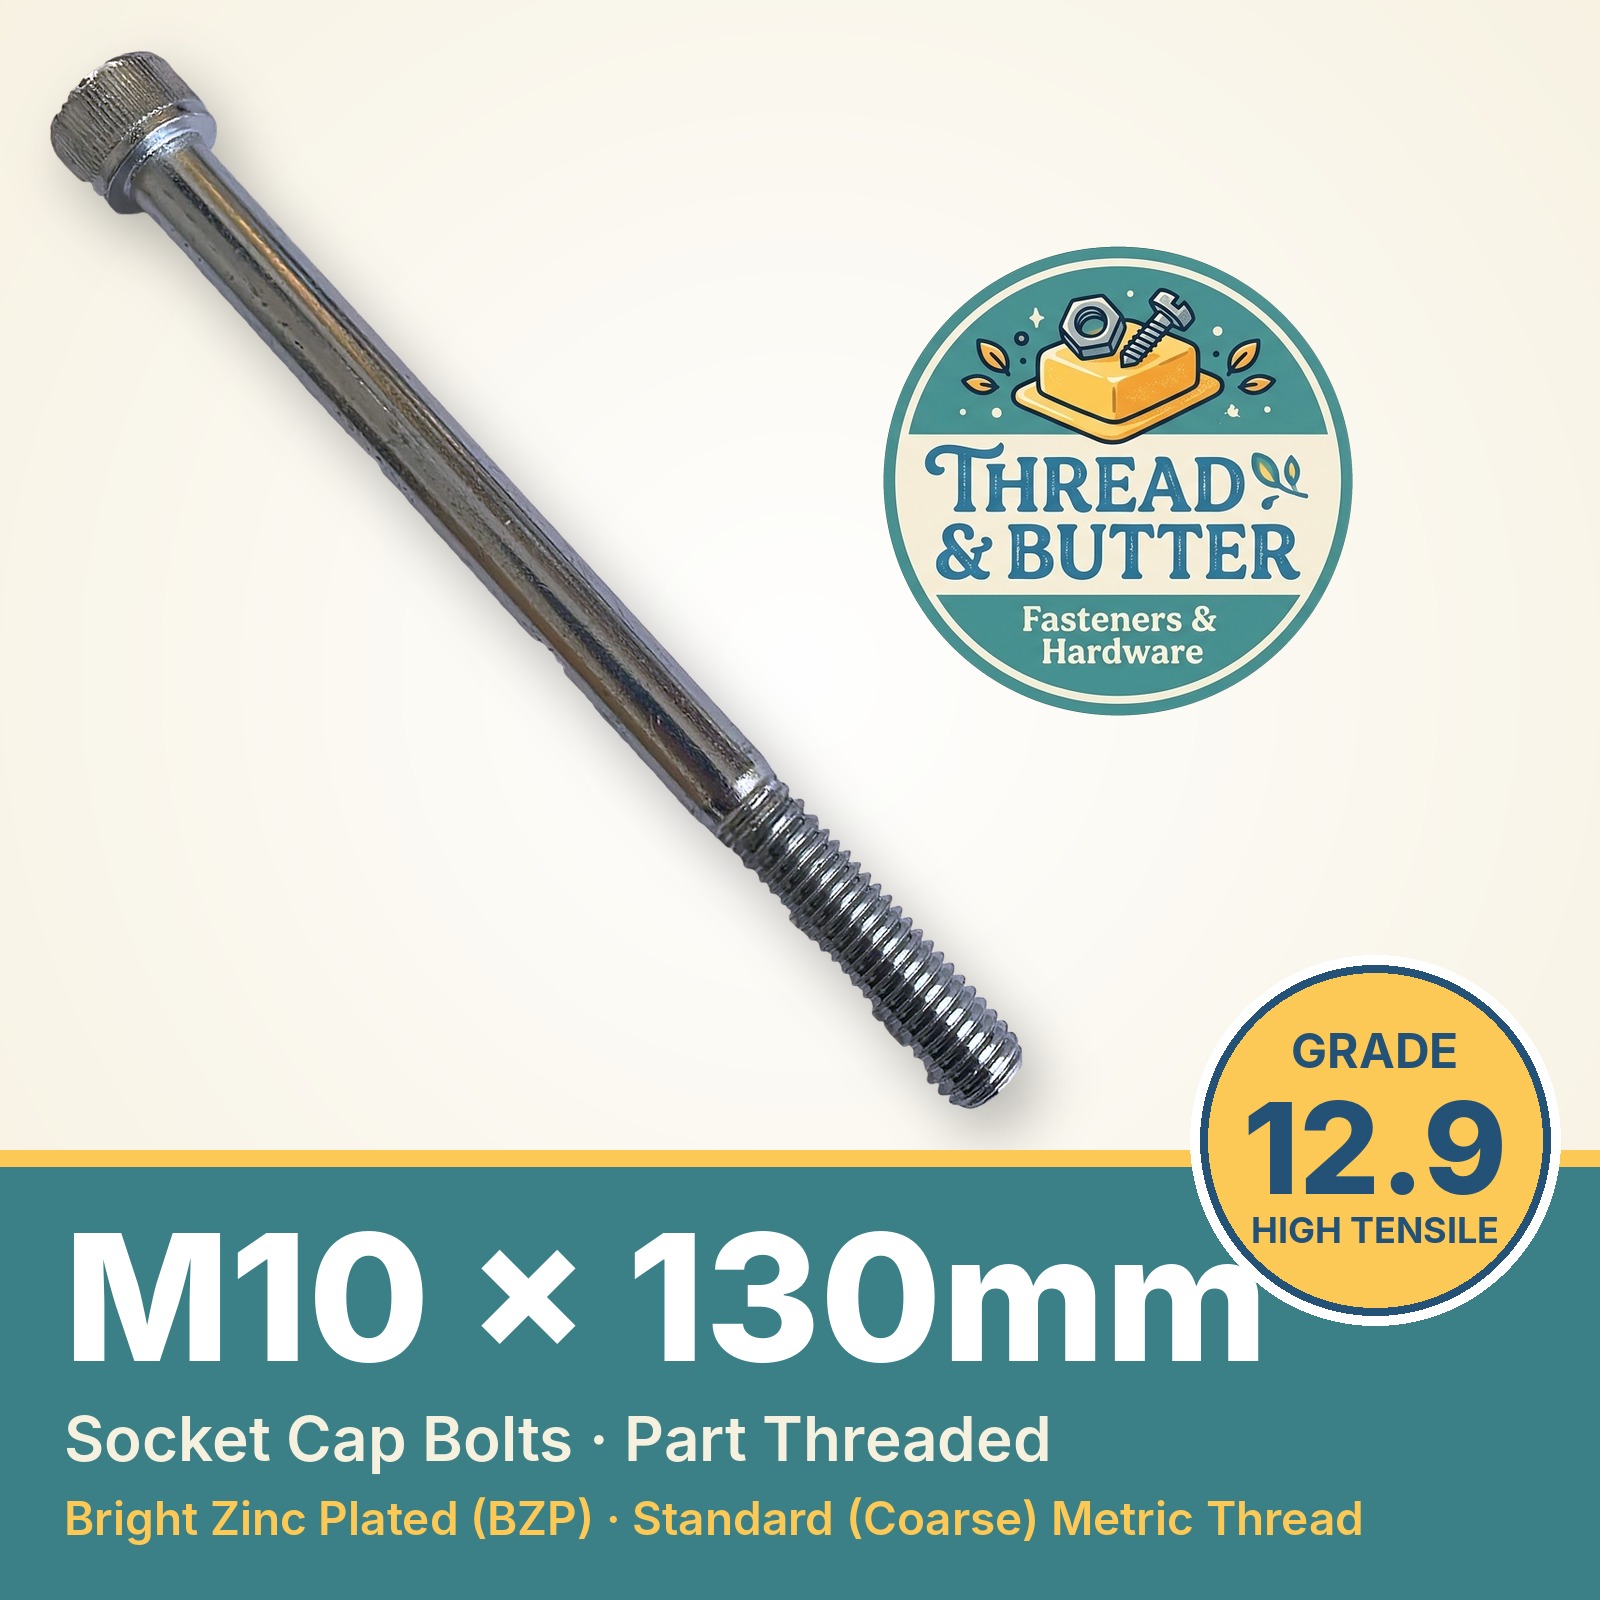 THREAD
& BUTTER
Fasteners &
Hardware
GRADE
12.9
HIGH TENSILE
M10 × 130mm
Socket Cap Bolts · Part Threaded
Bright Zinc Plated (BZP) · Standard (Coarse) Metric Thread